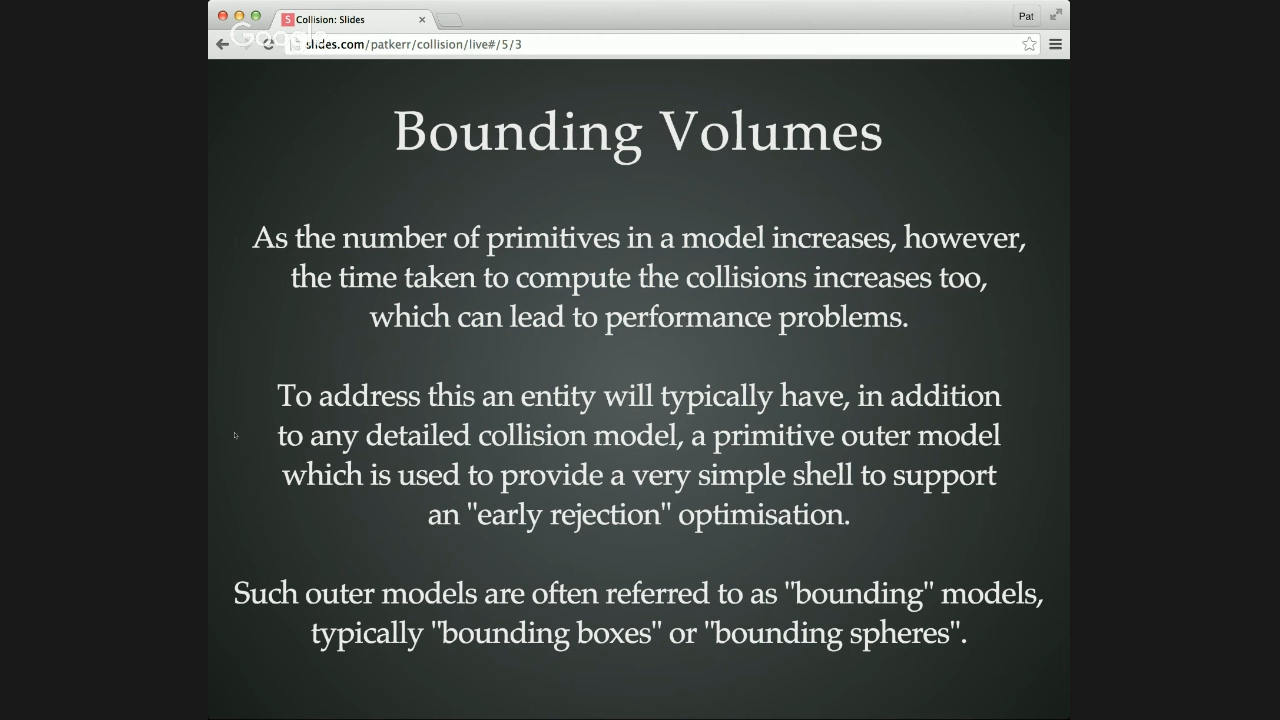 Collision: Slides
Pat
Google
slides.com/patkerr/collision/live#/5/3
Bounding Volumes
As the number of primitives in a model increases, however,
the time taken to compute the collisions increases too,
which can lead to performance problems.
To address this an entity will typically have, in addition
to any detailed collision model, a primitive outer model
which is used to provide a very simple shell to support
an "early rejection" optimisation.
Such outer models are often referred to as "bounding" models,
typically "bounding boxes" or "bounding spheres".